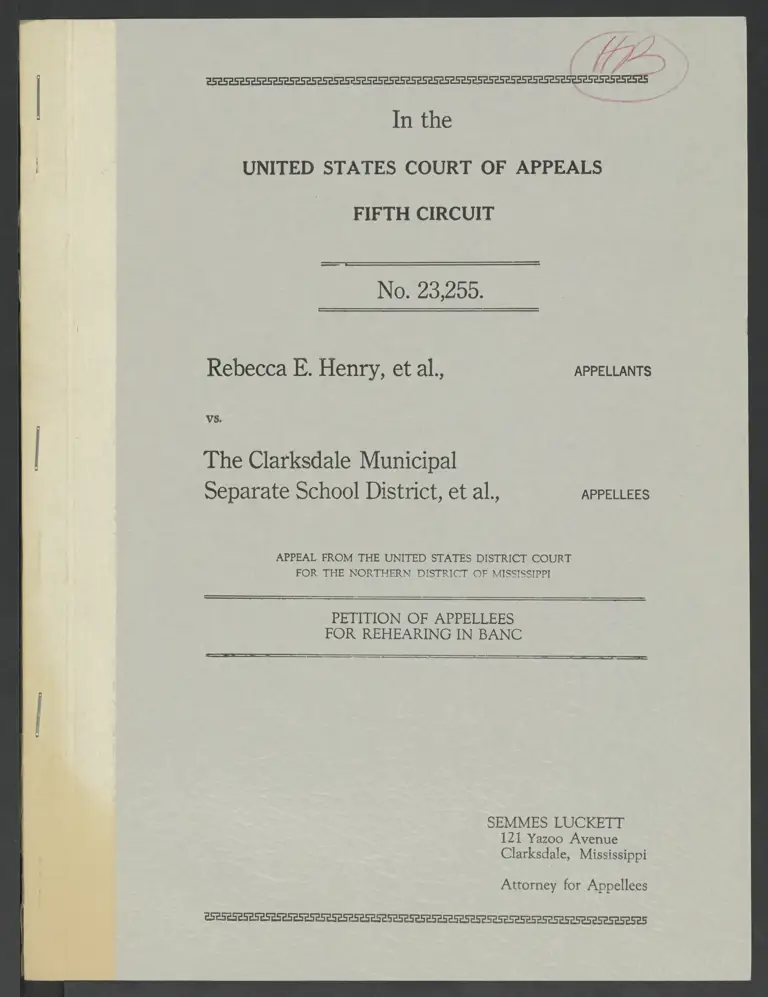 HB
In the
UNITED STATES COURT OF APPEALS
FIFTH CIRCUIT
No. 23,255.
Rebecca E. Henry, et al., APPELLANTS
vs.
The Clarksdale Municipal
Separate School District, et al., APPELLEES
APPEAL FROM THE UNITED STATES DISTRICT COURT
FOR THE NORTHERN DISTRICT OF MISSISSIPPI
PETITION OF APPELLEES
FOR REHEARING IN BANC
SEMMES LUCKETT
121 Yazoo Avenue
Clarksdale, Mississippi
Attorney for Appellees